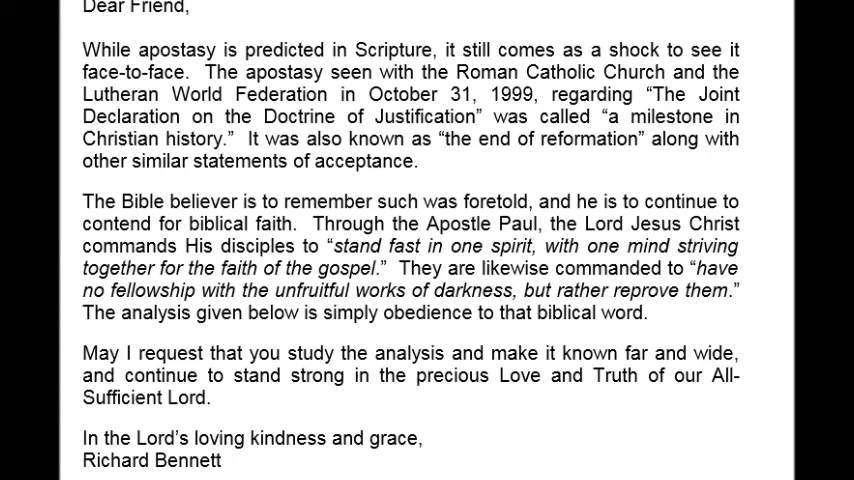 Dear Friend,
While apostasy is predicted in Scripture, it still comes as a shock to see it
face-to-face. The apostasy seen with the Roman Catholic Church and the
Lutheran World Federation in October 31, 1999, regarding “The Joint
Declaration on the Doctrine of Justification” was called “a milestone in
Christian history.” It was also known as “the end of reformation” along with
other similar statements of acceptance.
The Bible believer is to remember such was foretold, and he is to continue to
contend for biblical faith. Through the Apostle Paul, the Lord Jesus Christ
commands His disciples to “stand fast in one spirit, with one mind striving
together for the faith of the gospel.” They are likewise commanded to “have
no fellowship with the unfruitful works of darkness, but rather reprove them.”
The analysis given below is simply obedience to that biblical word.
May I request that you study the analysis and make it known far and wide,
and continue to stand strong in the precious Love and Truth of our All-
Sufficient Lord.
In the Lord’s loving kindness and grace,
Richard Bennett